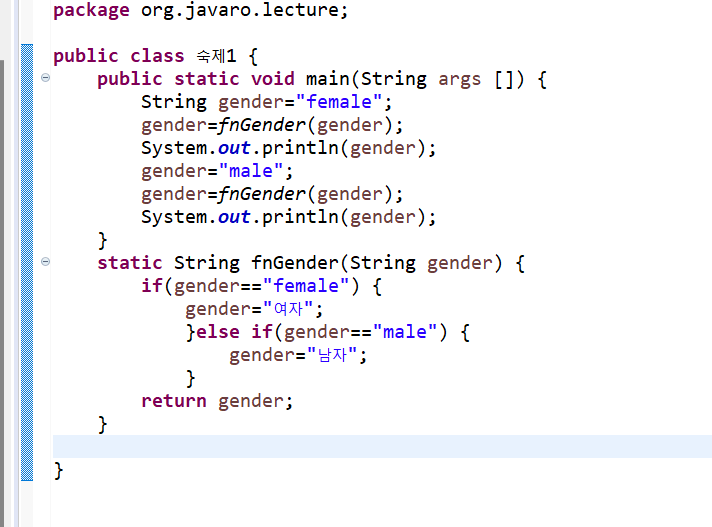 package org.javaro.lecture;
public class 숙제1 {
public static void main(String args []) {
String gender="female";
gender=fnGender(gender);
System.out.println(gender);
gender="male";
gender=fnGender(gender);
System.out.println(gender);
}
static String fnGender(String gender) {
if(gender=="female") {
gender="여자";
}else if(gender=="male") {
gender="남자";
}
return gender;
}
}